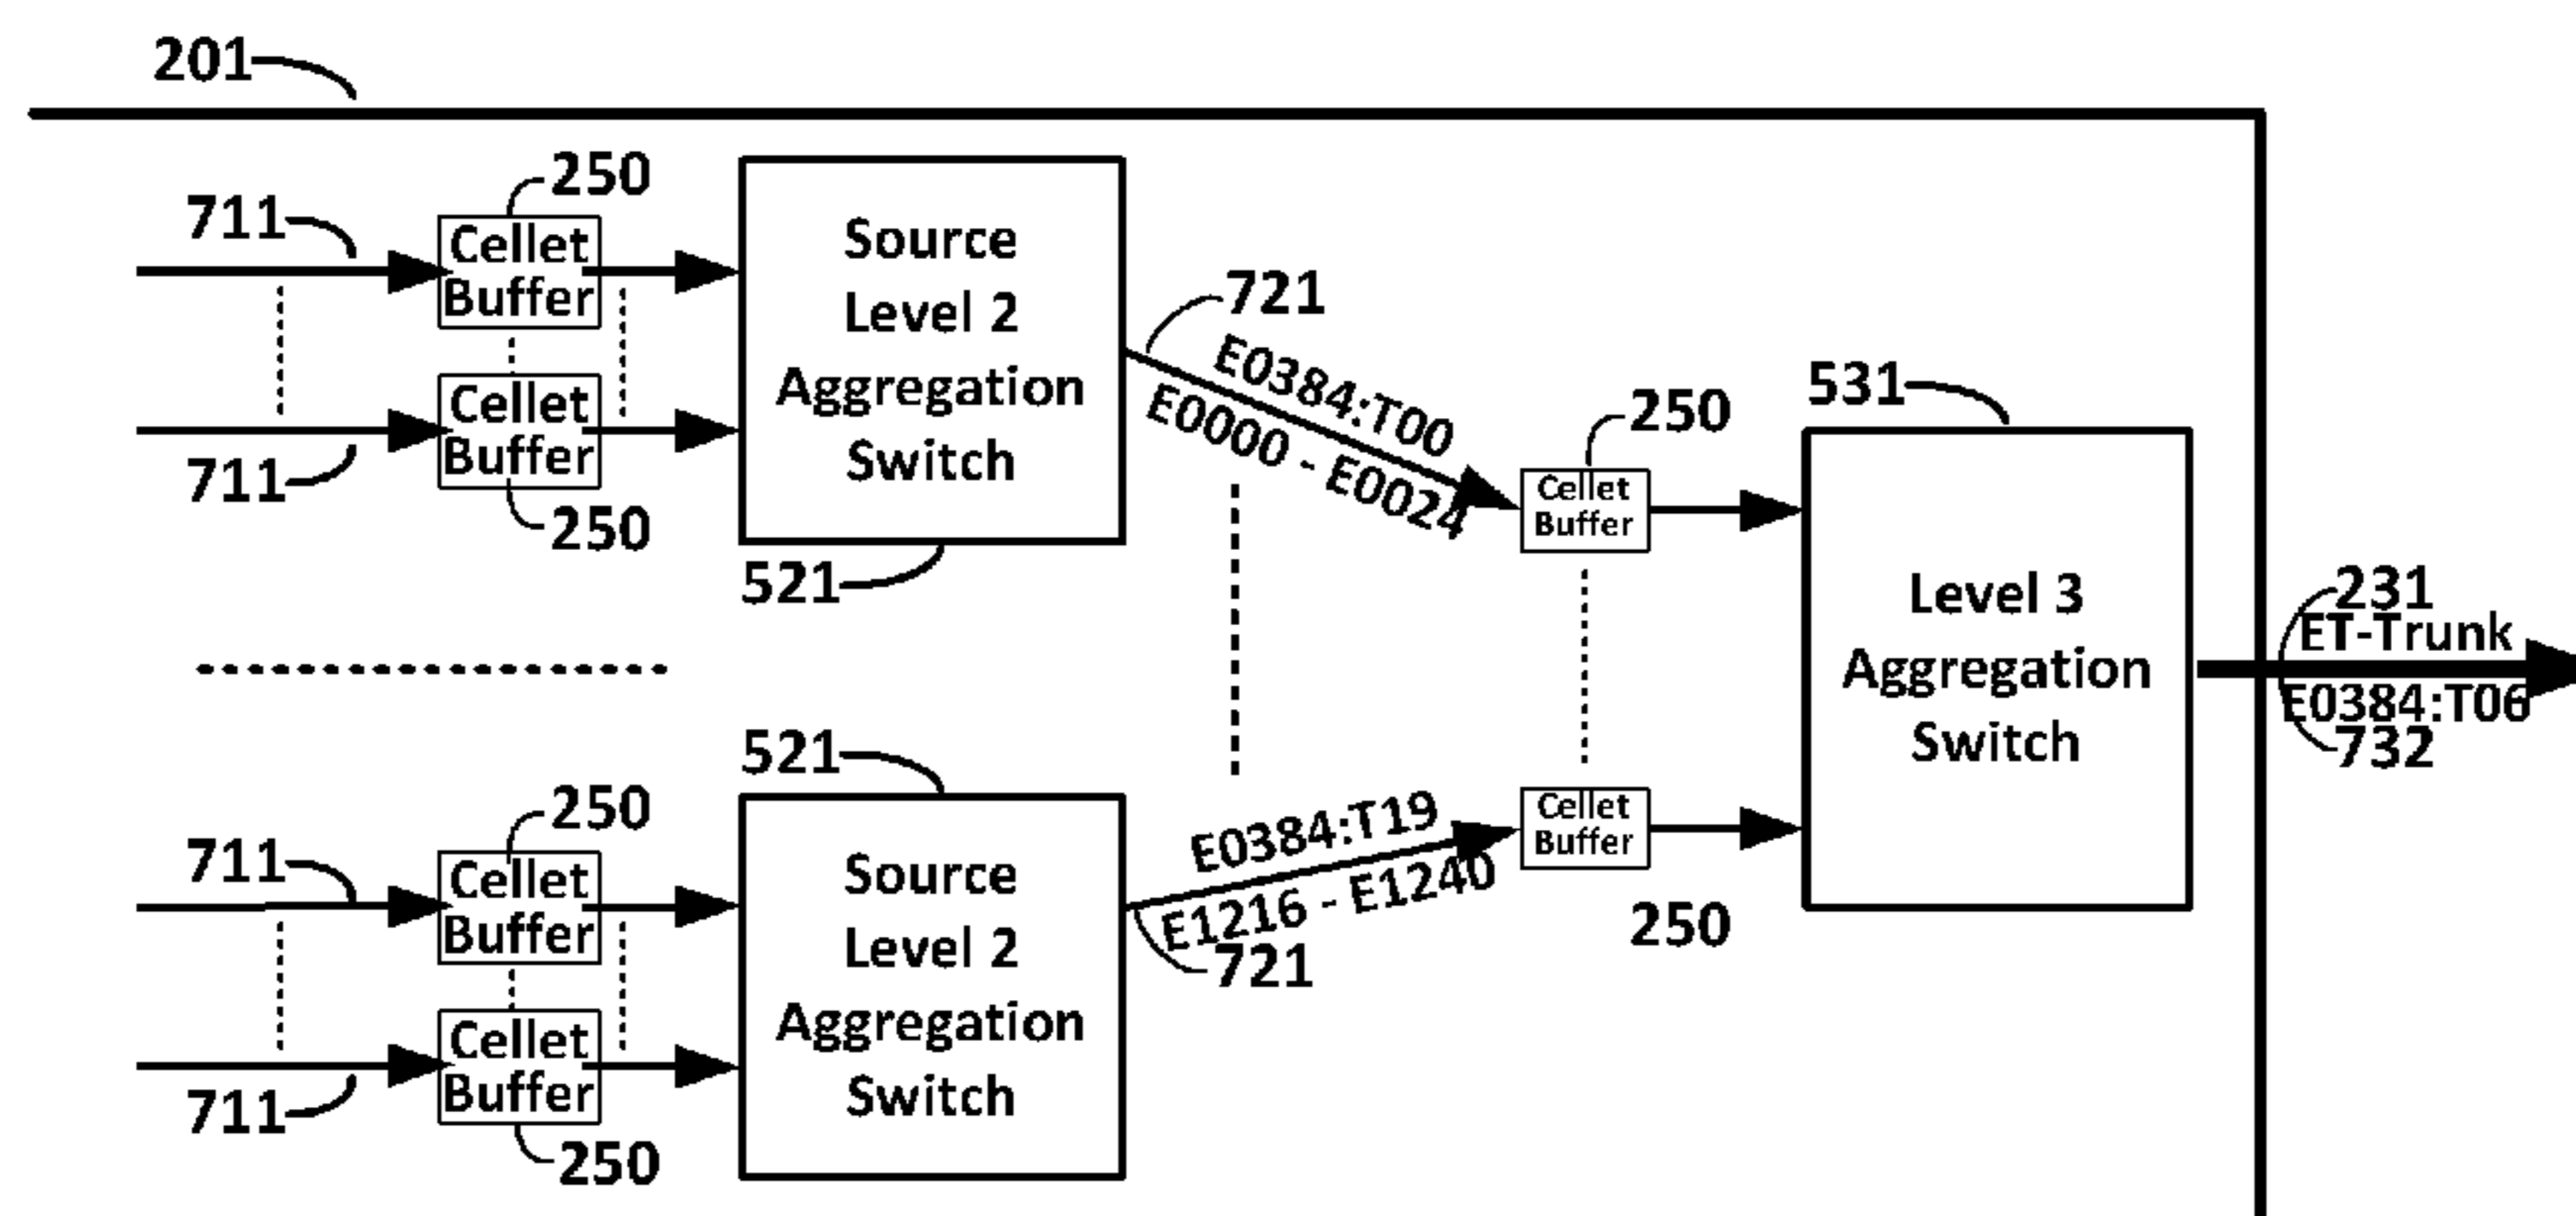 201
250
711
Cellet
Buffer
Cellet
Buffer
711
250
Source
Level 2
Aggregation
Switch
521
721
E0384:T00
E0000 - E0024
250
Cellet
Buffer
531
Level 3
Aggregation
Switch
231
ET-Trunk
E0384:T06
732
521
250
711
Cellet
Buffer
Cellet
Buffer
711
250
Source
Level 2
Aggregation
Switch
E0384:T19
E1216 - E1240
721
Cellet
Buffer
250